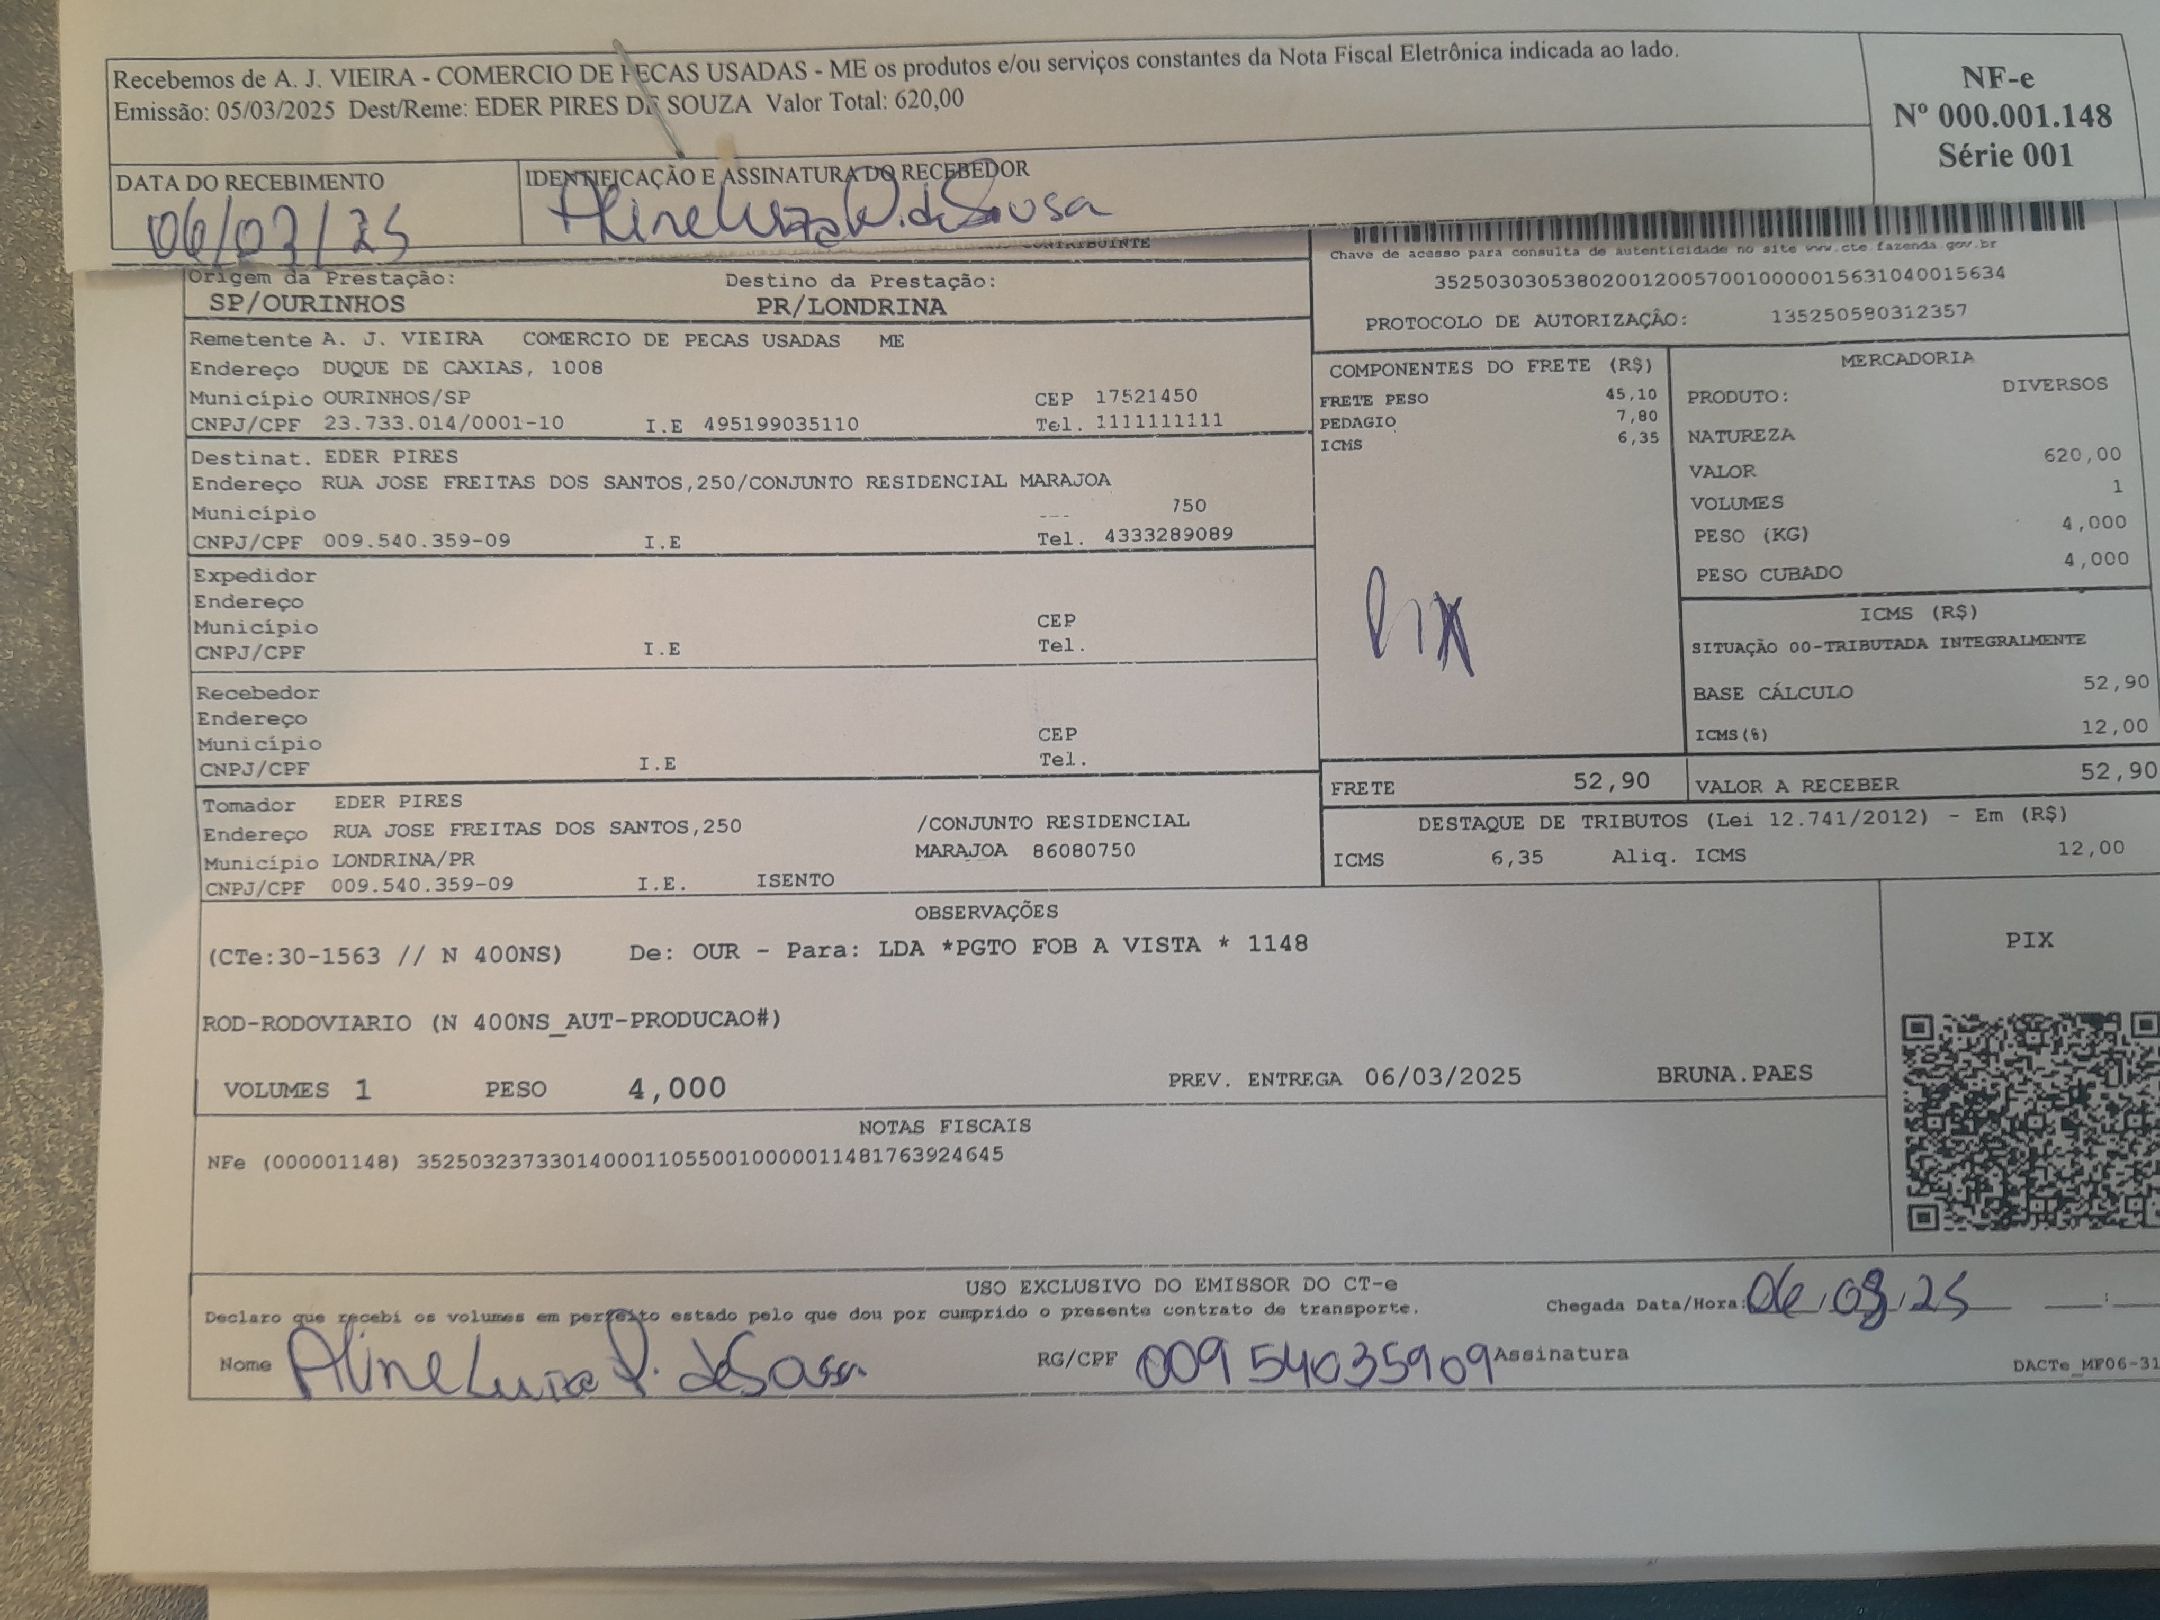 Recebemos de A. J. VIEIRA - COMERCIO DE PECAS USADAS - ME os produtos e/ou serviços constantes da Nota Fiscal Eletrônica indicada ao lado.
Emissão: 05/03/2025 Dest/Reme: EDER PIRES DE SOUZA Valor Total: 620,00
NF-e
Nº 000.001.148
Série 001
DATA DO RECEBIMENTO
06/03/25
IDENTIFICAÇÃO E ASSINATURA DO RECEBEDOR
Aline Luiza P. de Sousa
CONTRIBUINTE
Chave de acesso para consulta de autenticidade no site www.cte.fazenda.gov.br
35250303053802001200570010000015631040015634
PROTOCOLO DE AUTORIZAÇÃO: 135250580312357
Origem da Prestação: Destino da Prestação:
SP/OURINHOS PR/LONDRINA
Remetente A. J. VIEIRA COMERCIO DE PECAS USADAS ME
Endereço DUQUE DE CAXIAS, 1008
Município OURINHOS/SP CEP 17521450
CNPJ/CPF 23.733.014/0001-10 I.E 495199035110 Tel. 1111111111
Destinat. EDER PIRES
Endereço RUA JOSE FREITAS DOS SANTOS,250/CONJUNTO RESIDENCIAL MARAJOA
Município 750
CNPJ/CPF 009.540.359-09 I.E Tel. 4333289089
Expedidor
Endereço
Município CEP
CNPJ/CPF I.E Tel.
Recebedor
Endereço
Município CEP
CNPJ/CPF I.E Tel.
Tomador EDER PIRES
Endereço RUA JOSE FREITAS DOS SANTOS,250 /CONJUNTO RESIDENCIAL
Município LONDRINA/PR MARAJOA 86080750
CNPJ/CPF 009.540.359-09 I.E. ISENTO
COMPONENTES DO FRETE (R$)
FRETE PESO 45,10
PEDAGIO 7,80
ICMS 6,35
PIX
MERCADORIA
PRODUTO: DIVERSOS
NATUREZA
VALOR 620,00
VOLUMES 1
PESO (KG) 4,000
PESO CUBADO 4,000
ICMS (R$)
SITUAÇÃO 00-TRIBUTADA INTEGRALMENTE
BASE CÁLCULO 52,90
ICMS(%) 12,00
FRETE 52,90 VALOR A RECEBER 52,90
DESTAQUE DE TRIBUTOS (Lei 12.741/2012) - Em (R$)
ICMS 6,35 Aliq. ICMS 12,00
OBSERVAÇÕES
(CTe:30-1563 // N 400NS) De: OUR - Para: LDA *PGTO FOB A VISTA * 1148
ROD-RODOVIARIO (N 400NS_AUT-PRODUCAO#)
VOLUMES 1 PESO 4,000 PREV. ENTREGA 06/03/2025 BRUNA.PAES
PIX
NOTAS FISCAIS
NFe (000001148) 35250323733014000110550010000011481763924645
USO EXCLUSIVO DO EMISSOR DO CT-e
Declaro que recebi os volumes em perfeito estado pelo que dou por cumprido o presente contrato de transporte. Chegada Data/Hora: 06/03/25 :
Nome Aline Luiza P. de Sousa RG/CPF 00954035909 Assinatura
DACTe_MF06-31